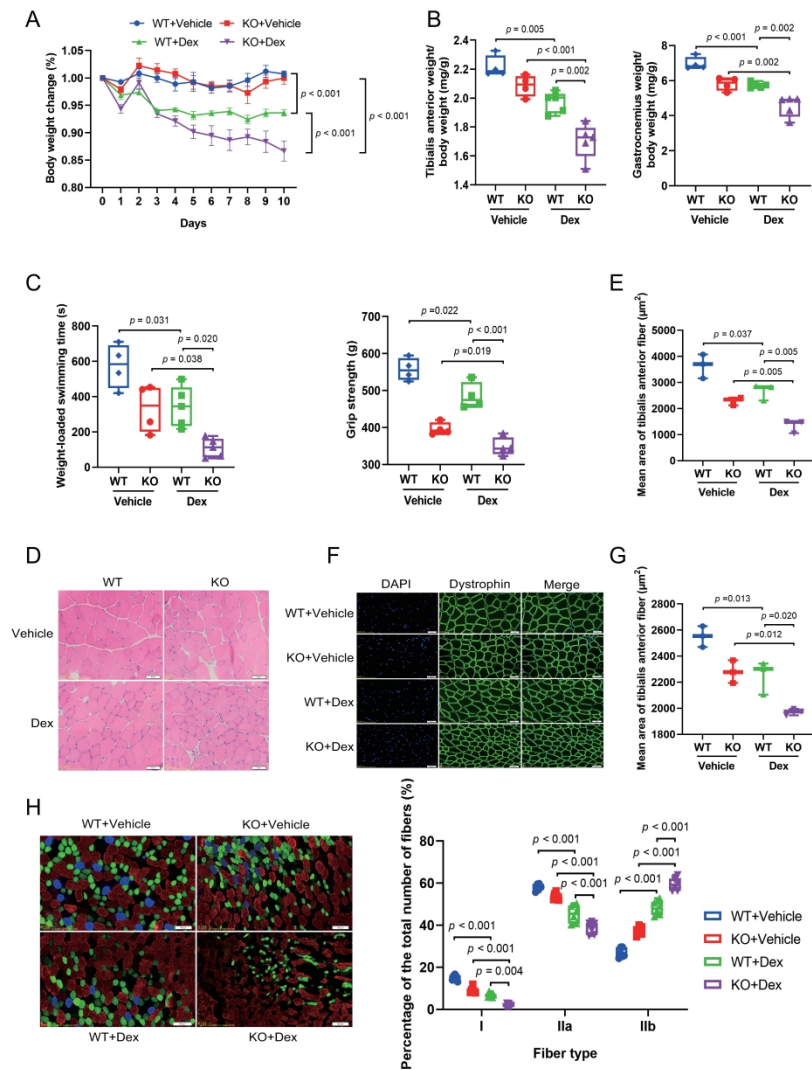 A
WT+Vehicle
KO+Vehicle
WT+Dex
KO+Dex
Body weight change (%)
1.05
1.00
0.95
0.90
0.85
0.80
0 1 2 3 4 5 6 7 8 9 10
Days
p < 0.001
p < 0.001
p < 0.001
B
Tibialis anterior weight/
body weight (mg/g)
2.4
2.2
2.0
1.8
1.6
1.4
p = 0.005
p < 0.001
p = 0.002
WT KO WT KO
Vehicle Dex
Gastrocnemius weight/
body weight (mg/g)
8
6
4
2
0
p = 0.002
p < 0.001
p = 0.002
WT KO WT KO
Vehicle Dex
C
Weight-loaded swimming time (s)
800
600
400
200
0
p = 0.031
p = 0.020
p = 0.038
WT KO WT KO
Vehicle Dex
Grip strength (g)
700
600
500
400
300
p =0.022
p < 0.001
p =0.019
WT KO WT KO
Vehicle Dex
E
Mean area of tibialis anterior fiber (μm²)
5000
4000
3000
2000
1000
0
p = 0.037
p = 0.005
p = 0.005
WT KO WT KO
Vehicle Dex
D
WT KO
Vehicle
Dex
F
DAPI Dystrophin Merge
WT+Vehicle
KO+Vehicle
WT+Dex
KO+Dex
G
Mean area of tibialis anterior fiber (μm²)
2800
2600
2400
2200
2000
1800
p =0.013
p =0.020
p =0.012
WT KO WT KO
Vehicle Dex
H
WT+Vehicle KO+Vehicle
WT+Dex KO+Dex
Percentage of the total number of fibers (%)
80
60
40
20
0
p < 0.001
p < 0.001
p = 0.004
p < 0.001
p < 0.001
p < 0.001
p < 0.001
p < 0.001
p < 0.001
I IIa IIb
Fiber type
WT+Vehicle
KO+Vehicle
WT+Dex
KO+Dex